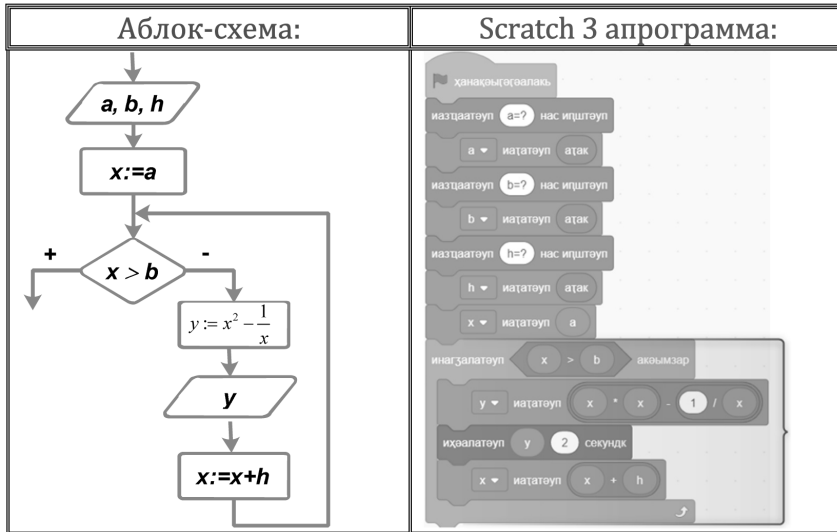 Аблок-схема:
Scratch 3 апрограмма:
a, b, h
x:=a
x > b
+
-
y := x² - 1/x
y
x:=x+h
ҳанақәыӷәӷәалакь
иазҵаатәуп a=? нас иԥштәуп
a иаҭатәуп аҭак
иазҵаатәуп b=? нас иԥштәуп
b иаҭатәуп аҭак
иазҵаатәуп h=? нас иԥштәуп
h иаҭатәуп аҭак
x иаҭатәуп a
инагӡалатәуп x > b акәымзар
y иаҭатәуп x * x - 1 / x
иҳәалатәуп y 2 секундк
x иаҭатәуп x + h